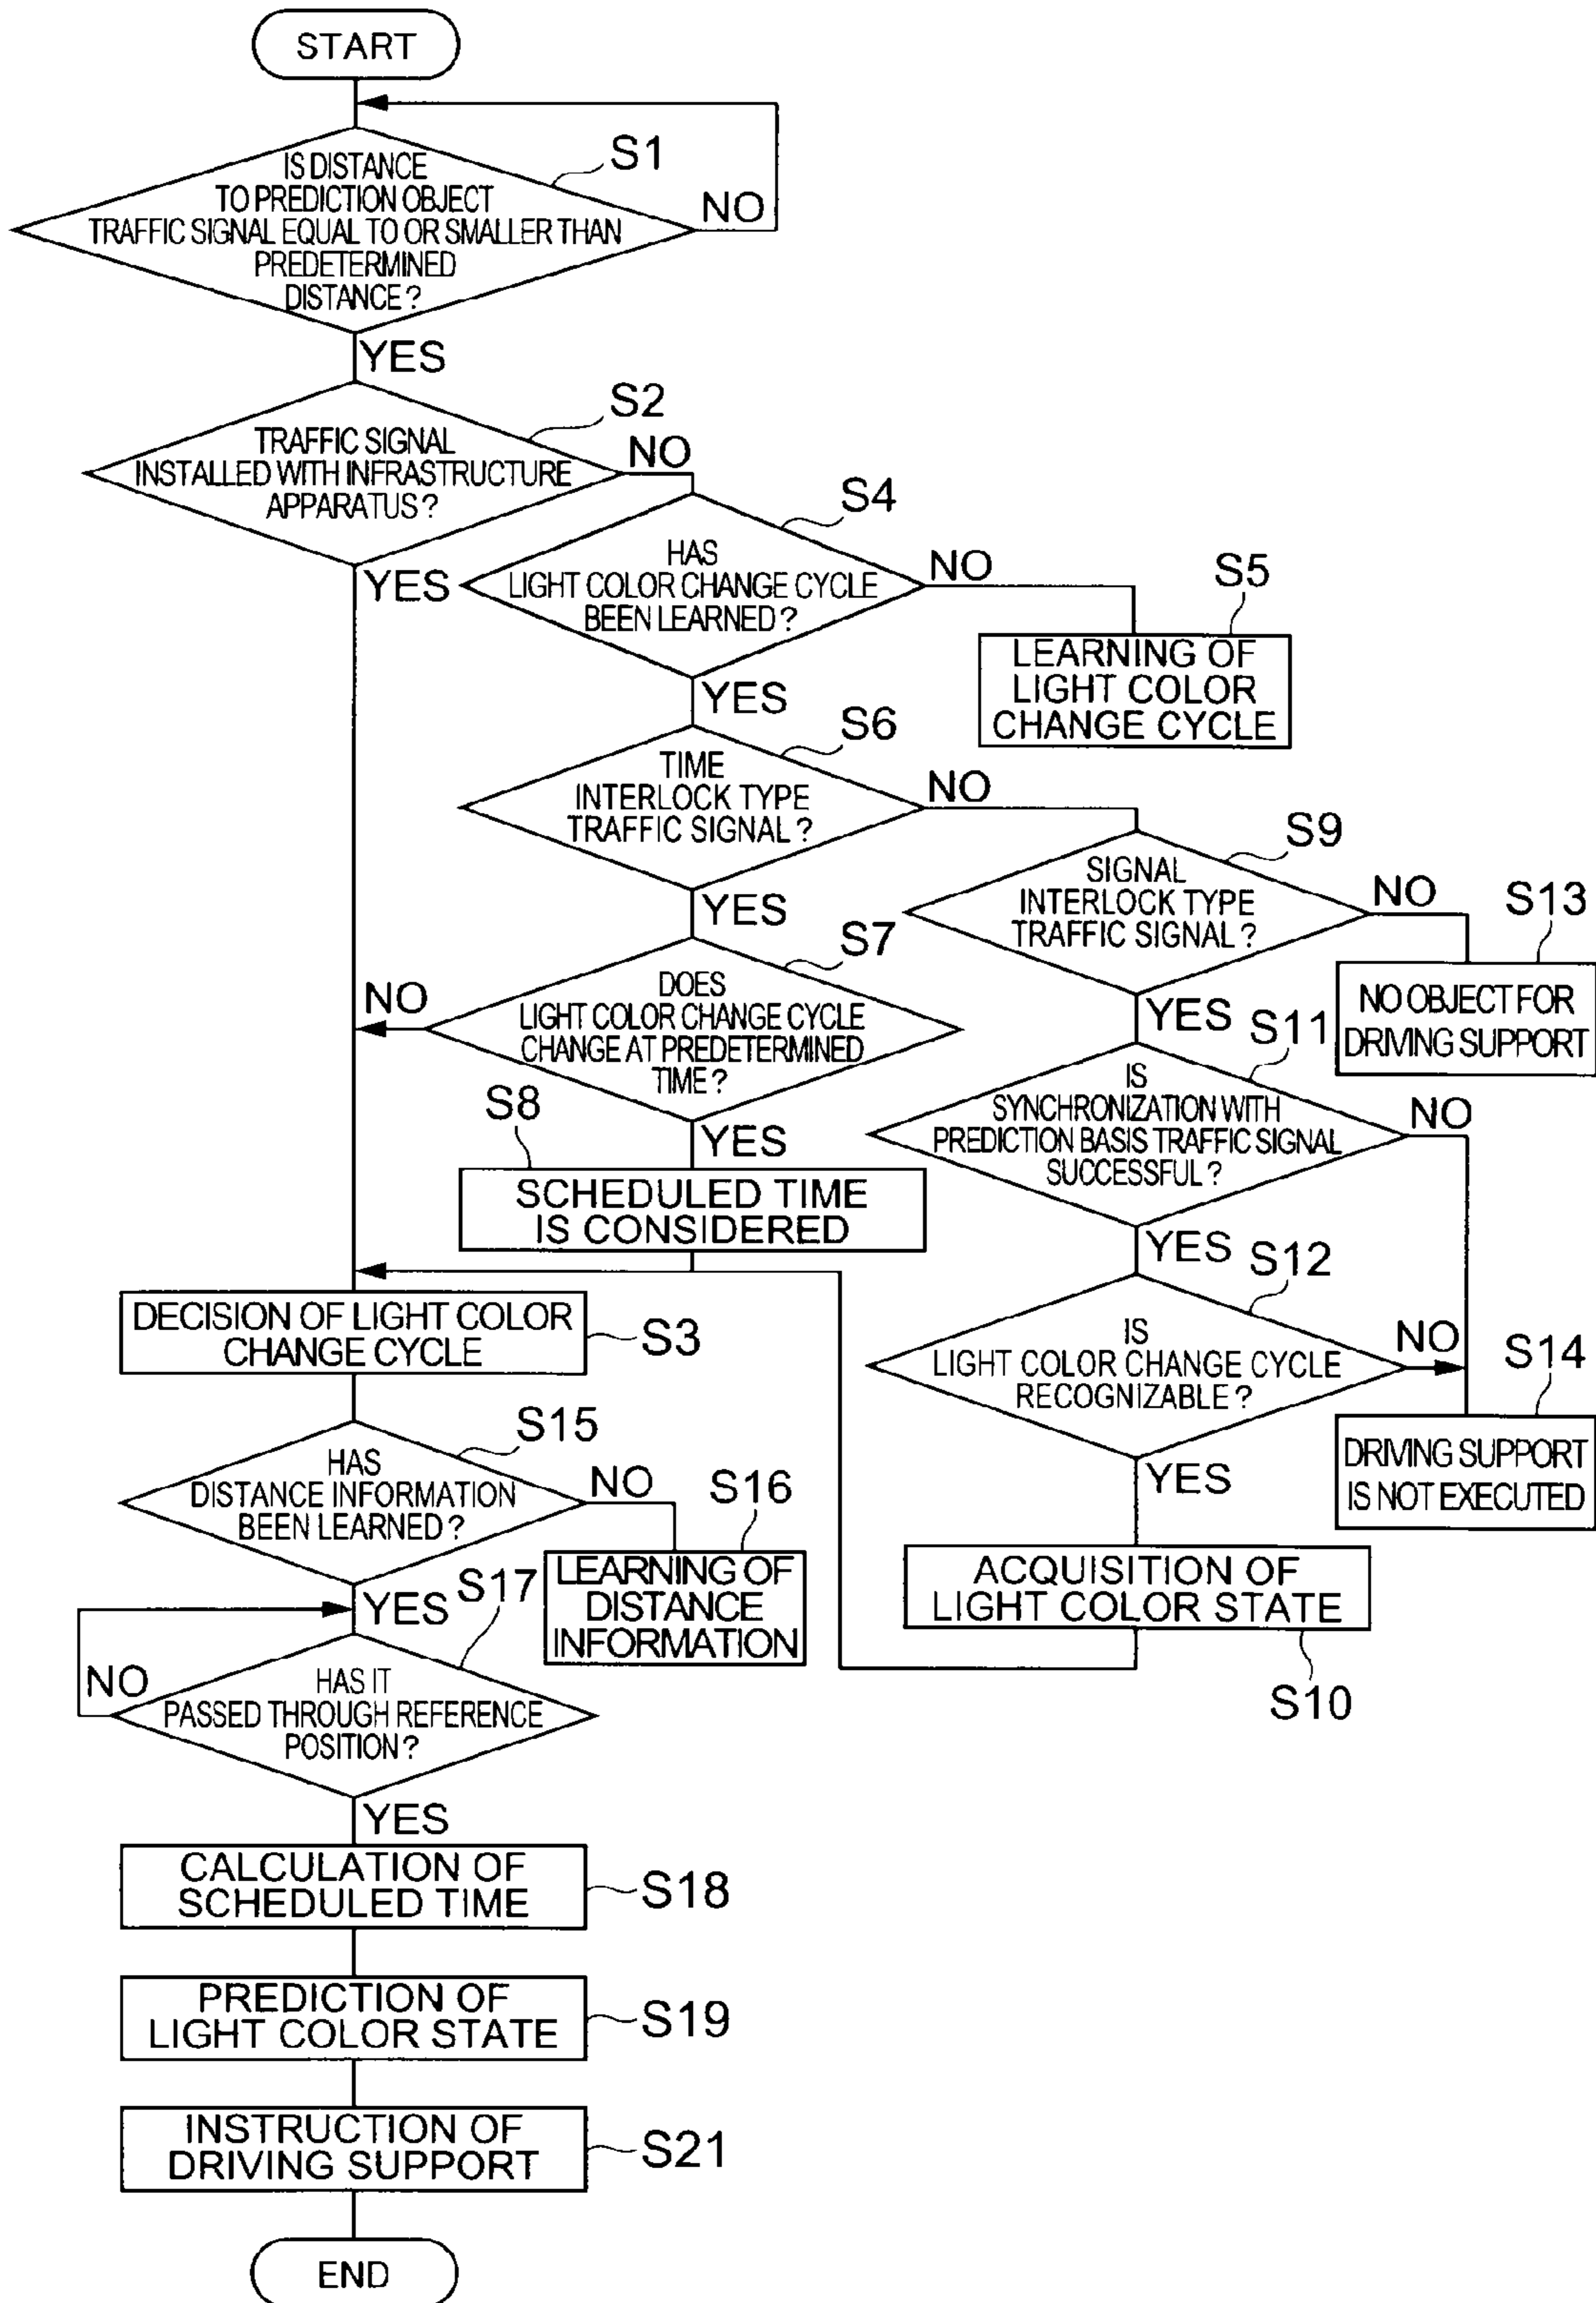 START
IS DISTANCE
TO PREDICTION OBJECT
TRAFFIC SIGNAL EQUAL TO OR SMALLER THAN
PREDETERMINED
DISTANCE?
S1
NO
YES
TRAFFIC SIGNAL
INSTALLED WITH INFRASTRUCTURE
APPARATUS?
S2
NO
YES
HAS
LIGHT COLOR CHANGE CYCLE
BEEN LEARNED?
S4
NO
S5
LEARNING OF
LIGHT COLOR
CHANGE CYCLE
YES
TIME
INTERLOCK TYPE
TRAFFIC SIGNAL?
S6
NO
YES
SIGNAL
INTERLOCK TYPE
TRAFFIC SIGNAL?
S9
NO
S13
NO OBJECT FOR
DRIVING SUPPORT
YES
DOES
LIGHT COLOR CHANGE CYCLE
CHANGE AT PREDETERMINED
TIME?
S7
NO
YES
S8
SCHEDULED TIME
IS CONSIDERED
IS
SYNCHRONIZATION WITH
PREDICTION BASIS TRAFFIC SIGNAL
SUCCESSFUL?
S11
NO
YES
IS
LIGHT COLOR CHANGE CYCLE
RECOGNIZABLE?
S12
NO
S14
DRIVING SUPPORT
IS NOT EXECUTED
YES
ACQUISITION OF
LIGHT COLOR STATE
S10
DECISION OF LIGHT COLOR
CHANGE CYCLE
S3
HAS
DISTANCE INFORMATION
BEEN LEARNED?
S15
NO
S16
LEARNING OF
DISTANCE
INFORMATION
YES
S17
HAS IT
PASSED THROUGH REFERENCE
POSITION?
NO
YES
CALCULATION OF
SCHEDULED TIME
S18
PREDICTION OF
LIGHT COLOR STATE
S19
INSTRUCTION OF
DRIVING SUPPORT
S21
END